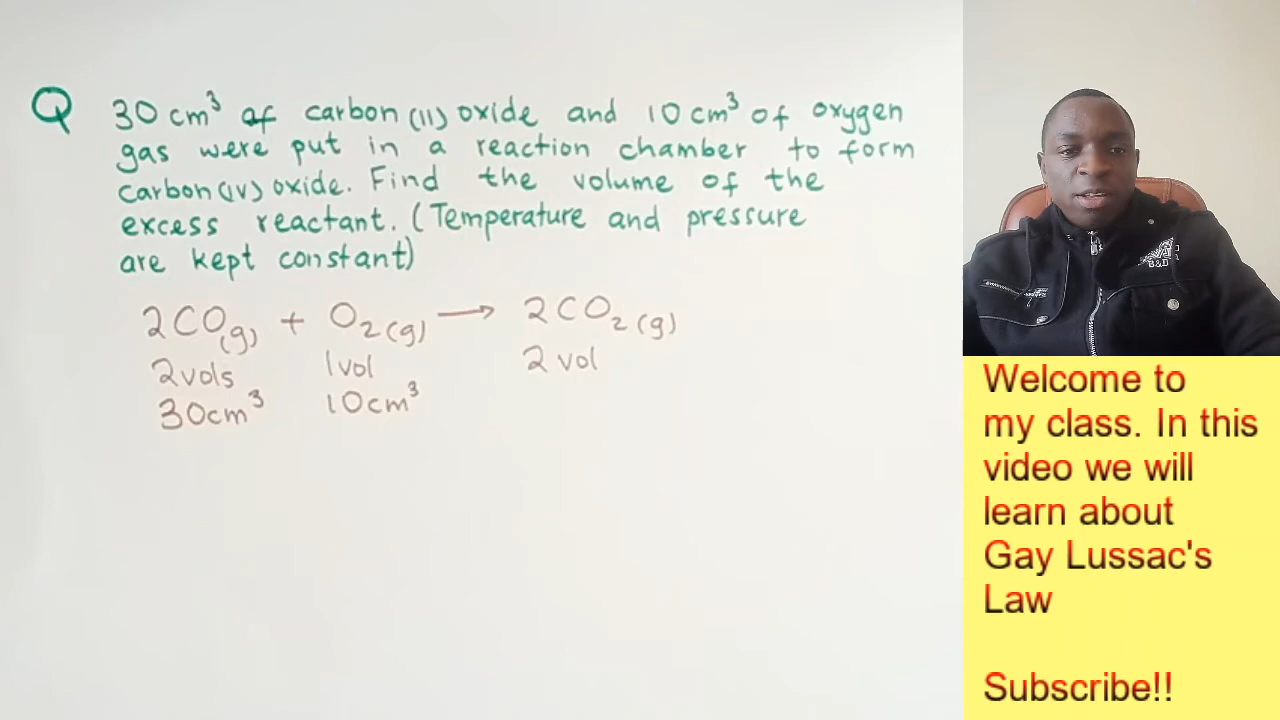 Q 30 cm³ of carbon (II) oxide and 10 cm³ of oxygen
gas were put in a reaction chamber to form
carbon (IV) oxide. Find the volume of the
excess reactant. (Temperature and pressure
are kept constant)
2CO(g) + O₂(g) → 2CO₂(g)
2vols 1vol 2 vol
30cm³ 10cm³
B&D
Welcome to
my class. In this
video we will
learn about
Gay Lussac's
Law
Subscribe!!